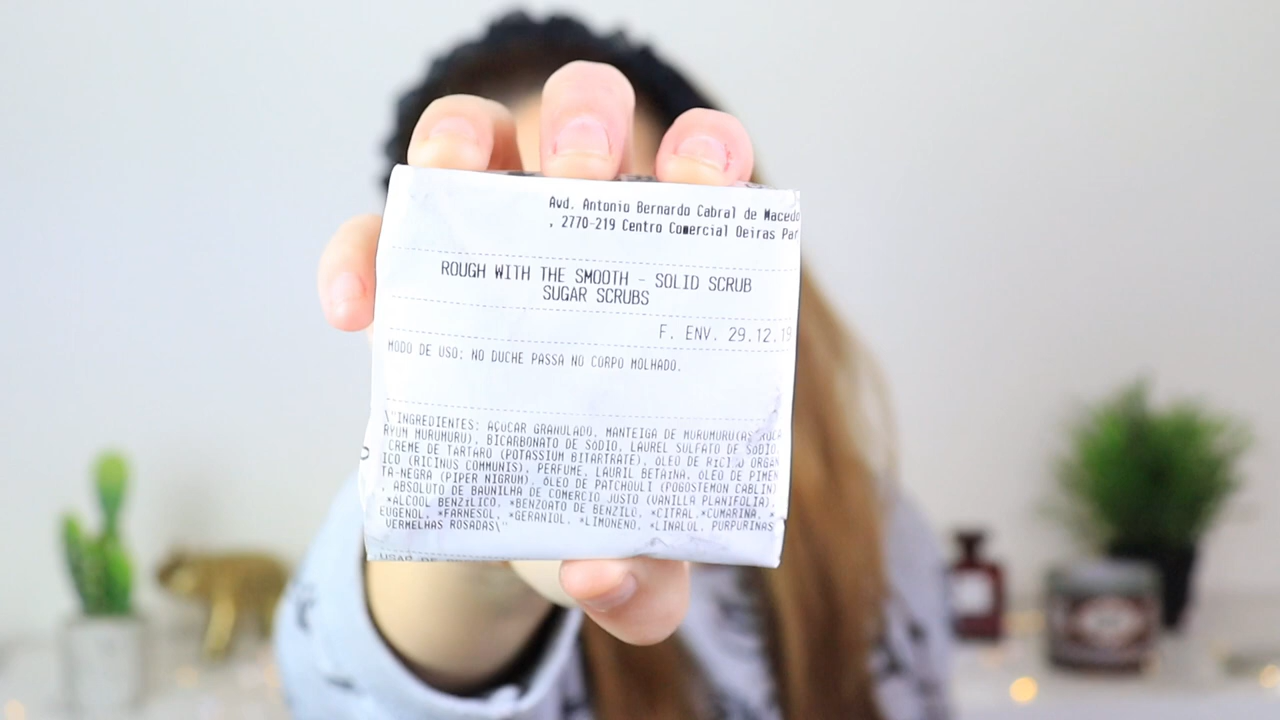 Avd. Antonio Bernardo Cabral de Macedo
, 2770-219 Centro Comercial Oeiras Par
ROUGH WITH THE SMOOTH - SOLID SCRUB
SUGAR SCRUBS
F. ENV. 29.12.19
MODO DE USO: NO DUCHE PASSA NO CORPO MOLHADO.
\"INGREDIENTES: AÇUCAR GRANULADO, MANTEIGA DE MURUMURU(AS
RYUM MURUMURU), BICARBONATO DE SÓDIO, LAUREL SULFATO DE SÓDIO,
CREME DE TARTARO (POTASSIUM BITARTRATE), ÓLEO DE RICINO ORGAN
ICO (RICINUS COMMUNIS), PERFUME, LAURIL BETAINA, ÓLEO DE PIMEN
TA-NEGRA (PIPER NIGRUM), ÓLEO DE PATCHOULI (POGOSTEMON CABLIN)
, ABSOLUTO DE BAUNILHA DE COMERCIO JUSTO (VANILLA PLANIFOLIA),
*ALCOOL BENZILICO, *BENZOATO DE BENZILO, *CITRAL,*CUMARINA, *
EUGENOL, *FARNESOL, *GERANIOL, *LIMONENO, *LINALOL, PURPURINAS
VERMELHAS ROSADAS\"